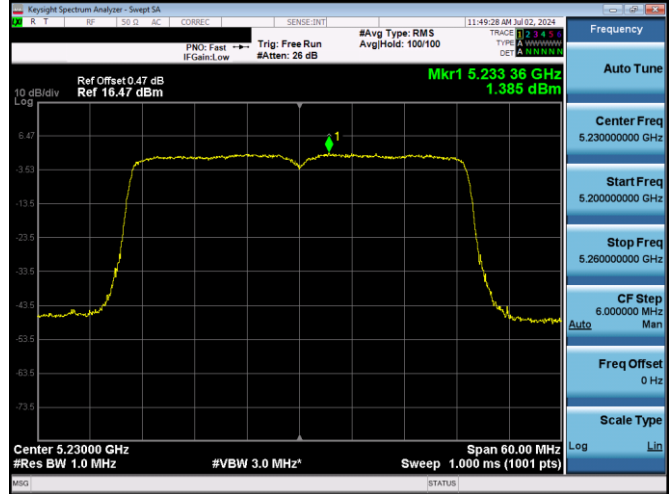 Keysight Spectrum Analyzer - Swept SA
R T RF 50 Ω AC CORREC SENSE:INT 11:49:28 AM Jul 02, 2024
#Avg Type: RMS TRACE 1 2 3 4 5 6
PNO: Fast Trig: Free Run Avg|Hold: 100/100 TYPE A WWWWW
IFGain:Low #Atten: 26 dB DET A N N N N N
Frequency
Mkr1 5.233 36 GHz
1.385 dBm
Ref Offset 0.47 dB
10 dB/div Ref 16.47 dBm
Log
1
6.47
-3.53
-13.5
-23.5
-33.5
-43.5
-53.5
-63.5
-73.5
Center 5.23000 GHz Span 60.00 MHz
#Res BW 1.0 MHz #VBW 3.0 MHz* Sweep 1.000 ms (1001 pts)
MSG STATUS
Auto Tune
Center Freq
5.230000000 GHz
Start Freq
5.200000000 GHz
Stop Freq
5.260000000 GHz
CF Step
6.000000 MHz
Auto Man
Freq Offset
0 Hz
Scale Type
Log Lin